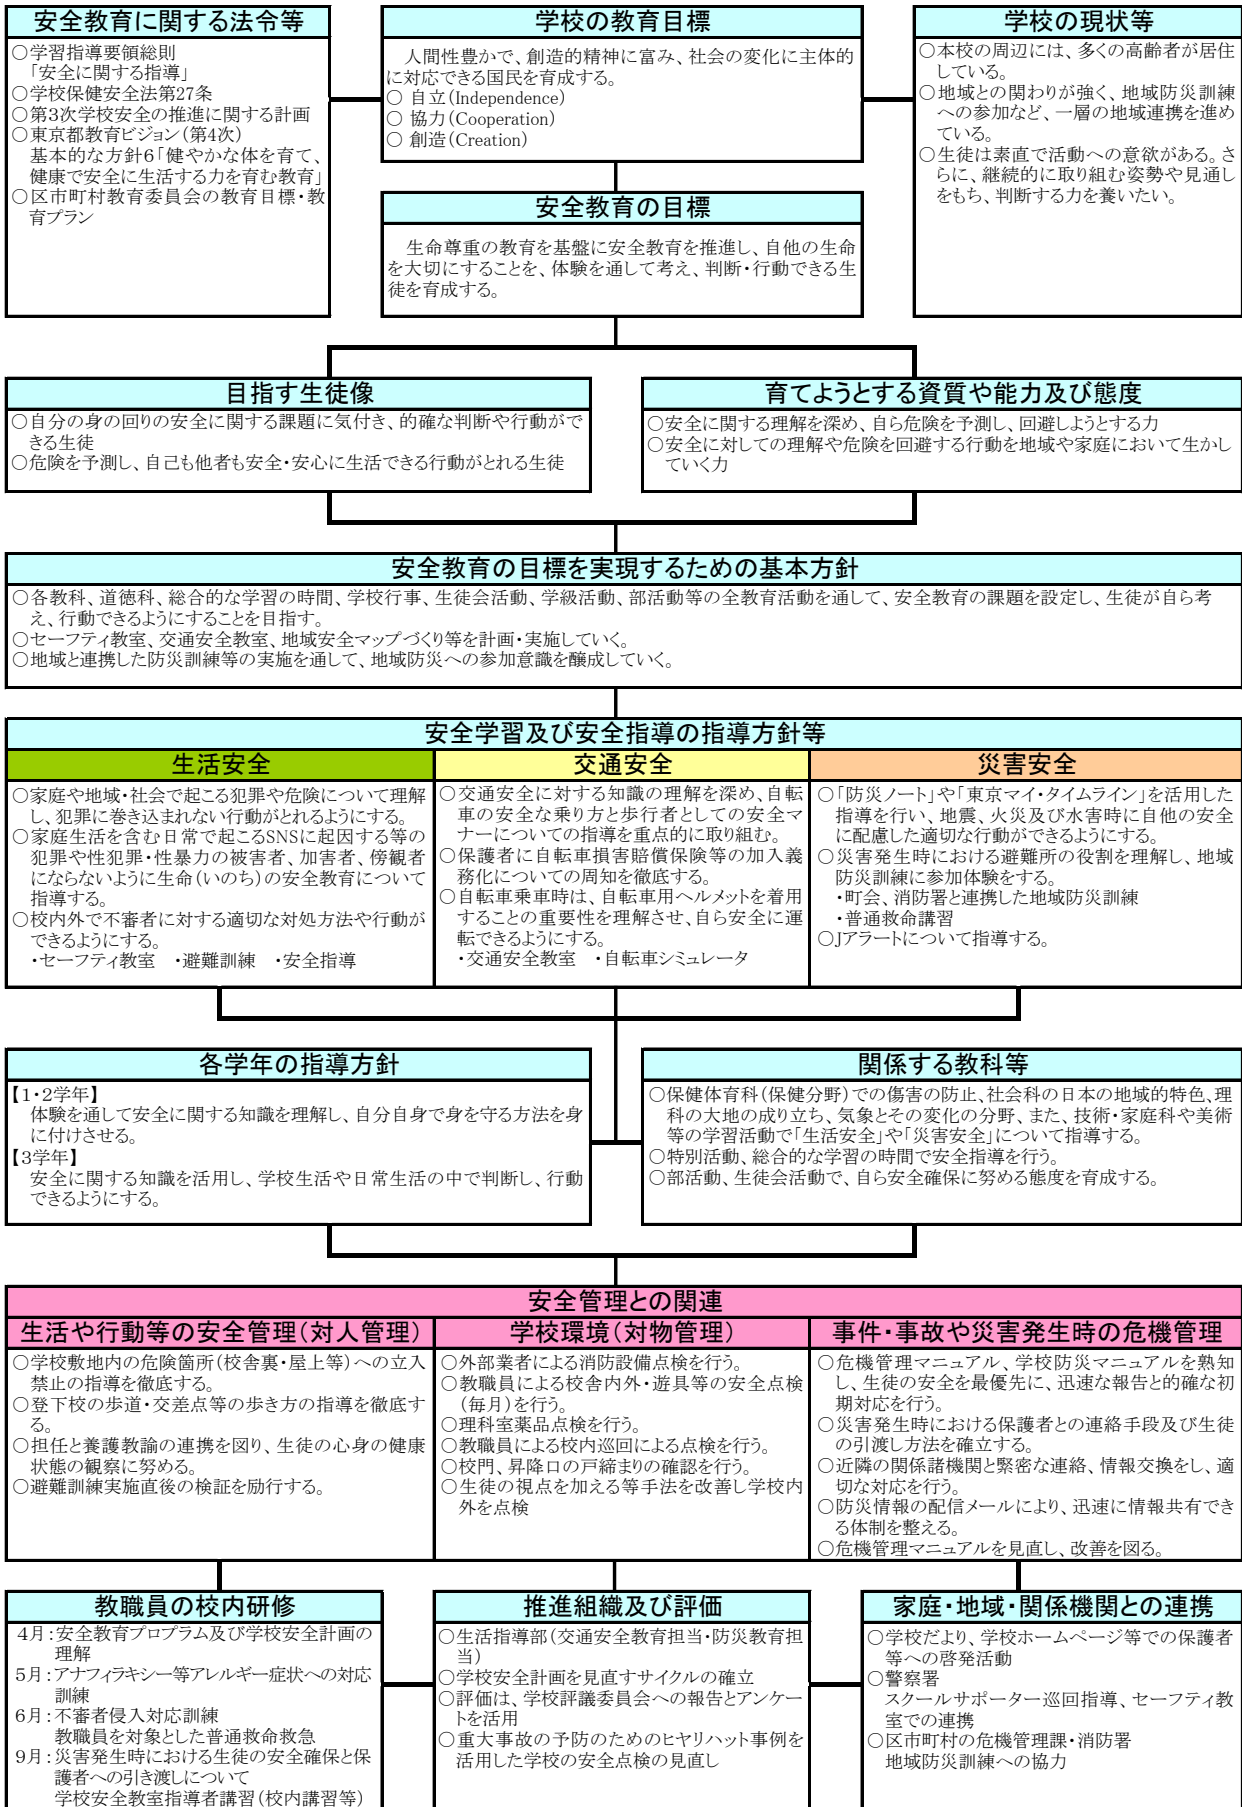 安全教育に関する法令等
○学習指導要領総則
「安全に関する指導」
○学校保健安全法第27条
○第3次学校安全の推進に関する計画
○東京都教育ビジョン(第4次)
基本的な方針6「健やかな体を育て、
健康で安全に生活する力を育む教育」
○区市町村教育委員会の教育目標・教
育プラン
学校の教育目標
人間性豊かで、創造的精神に富み、社会の変化に主体的
に対応できる国民を育成する。
○ 自立(Independence)
○ 協力(Cooperation)
○ 創造(Creation)
学校の現状等
○本校の周辺には、多くの高齢者が居住
している。
○地域との関わりが強く、地域防災訓練
への参加など、一層の地域連携を進め
ている。
○生徒は素直で活動への意欲がある。さ
らに、継続的に取り組む姿勢や見通し
をもち、判断する力を養いたい。
安全教育の目標
生命尊重の教育を基盤に安全教育を推進し、自他の生命
を大切にすることを、体験を通して考え、判断・行動できる生
徒を育成する。
目指す生徒像
○自分の身の回りの安全に関する課題に気付き、的確な判断や行動がで
きる生徒
○危険を予測し、自己も他者も安全・安心に生活できる行動がとれる生徒
育てようとする資質や能力及び態度
○安全に関する理解を深め、自ら危険を予測し、回避しようとする力
○安全に対しての理解や危険を回避する行動を地域や家庭において生かし
ていく力
安全教育の目標を実現するための基本方針
○各教科、道徳科、総合的な学習の時間、学校行事、生徒会活動、学級活動、部活動等の全教育活動を通して、安全教育の課題を設定し、生徒が自ら考
え、行動できるようにすることを目指す。
○セーフティ教室、交通安全教室、地域安全マップづくり等を計画・実施していく。
○地域と連携した防災訓練等の実施を通して、地域防災への参加意識を醸成していく。
安全学習及び安全指導の指導方針等
生活安全
○家庭や地域・社会で起こる犯罪や危険について理解
し、犯罪に巻き込まれない行動がとれるようにする。
○家庭生活を含む日常で起こるSNSに起因する等の
犯罪や性犯罪・性暴力の被害者、加害者、傍観者
にならないように生命(いのち)の安全教育について
指導する。
○校内外で不審者に対する適切な対処方法や行動が
できるようにする。
・セーフティ教室 ・避難訓練 ・安全指導
交通安全
○交通安全に対する知識の理解を深め、自転
車の安全な乗り方と歩行者としての安全マ
ナーについての指導を重点的に取り組む。
○保護者に自転車損害賠償保険等の加入義
務化についての周知を徹底する。
○自転車乗車時は、自転車用ヘルメットを着用
することの重要性を理解させ、自ら安全に運
転できるようにする。
・交通安全教室 ・自転車シミュレータ
災害安全
○「防災ノート」や「東京マイ・タイムライン」を活用した
指導を行い、地震、火災及び水害時に自他の安全
に配慮した適切な行動ができるようにする。
○災害発生時における避難所の役割を理解し、地域
防災訓練に参加体験をする。
・町会、消防署と連携した地域防災訓練
・普通救命講習
○Jアラートについて指導する。
各学年の指導方針
【1・2学年】
体験を通して安全に関する知識を理解し、自分自身で身を守る方法を身
に付けさせる。
【3学年】
安全に関する知識を活用し、学校生活や日常生活の中で判断し、行動
できるようにする。
関係する教科等
○保健体育科(保健分野)での傷害の防止、社会科の日本の地域的特色、理
科の大地の成り立ち、気象とその変化の分野、また、技術・家庭科や美術
等の学習活動で「生活安全」や「災害安全」について指導する。
○特別活動、総合的な学習の時間で安全指導を行う。
○部活動、生徒会活動で、自ら安全確保に努める態度を育成する。
安全管理との関連
生活や行動等の安全管理(対人管理)
○学校敷地内の危険箇所(校舎裏・屋上等)への立入
禁止の指導を徹底する。
○登下校の歩道・交差点等の歩き方の指導を徹底す
る。
○担任と養護教諭の連携を図り、生徒の心身の健康
状態の観察に努める。
○避難訓練実施直後の検証を励行する。
学校環境(対物管理)
○外部業者による消防設備点検を行う。
○教職員による校舎内外・遊具等の安全点検
(毎月)を行う。
○理科室薬品点検を行う。
○教職員による校内巡回による点検を行う。
○校門、昇降口の戸締まりの確認を行う。
○生徒の視点を加える等手法を改善し学校内
外を点検
事件・事故や災害発生時の危機管理
○危機管理マニュアル、学校防災マニュアルを熟知
し、生徒の安全を最優先に、迅速な報告と的確な初
期対応を行う。
○災害発生時における保護者との連絡手段及び生徒
の引渡し方法を確立する。
○近隣の関係諸機関と緊密な連絡、情報交換をし、適
切な対応を行う。
○防災情報の配信メールにより、迅速に情報共有でき
る体制を整える。
○危機管理マニュアルを見直し、改善を図る。
教職員の校内研修
4月:安全教育プロプラム及び学校安全計画の
理解
5月:アナフィラキシー等アレルギー症状への対応
訓練
6月:不審者侵入対応訓練
教職員を対象とした普通救命救急
9月:災害発生時における生徒の安全確保と保
護者への引き渡しについて
学校安全教室指導者講習(校内講習等)
推進組織及び評価
○生活指導部(交通安全教育担当・防災教育担
当)
○学校安全計画を見直すサイクルの確立
○評価は、学校評議委員会への報告とアンケー
トを活用
○重大事故の予防のためのヒヤリハット事例を
活用した学校の安全点検の見直し
家庭・地域・関係機関との連携
○学校だより、学校ホームページ等での保護者
等への啓発活動
○警察署
スクールサポーター巡回指導、セーフティ教
室での連携
○区市町村の危機管理課・消防署
地域防災訓練への協力